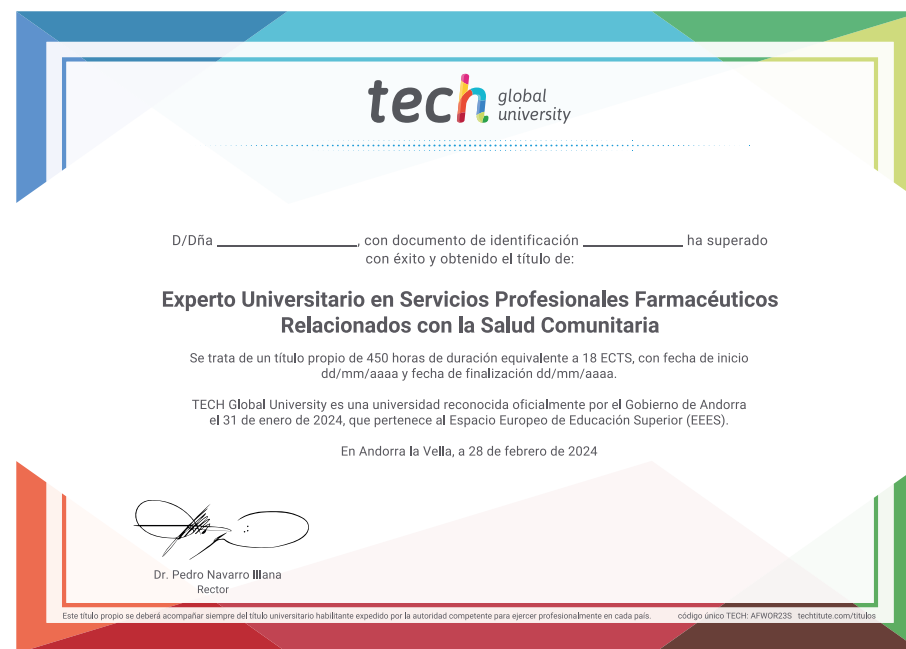 tech global university
D/Dña ________________, con documento de identificación ____________ ha superado
con éxito y obtenido el título de:
Experto Universitario en Servicios Profesionales Farmacéuticos
Relacionados con la Salud Comunitaria
Se trata de un título propio de 450 horas de duración equivalente a 18 ECTS, con fecha de inicio
dd/mm/aaaa y fecha de finalización dd/mm/aaaa.
TECH Global University es una universidad reconocida oficialmente por el Gobierno de Andorra
el 31 de enero de 2024, que pertenece al Espacio Europeo de Educación Superior (EEES).
En Andorra la Vella, a 28 de febrero de 2024
Dr. Pedro Navarro Illana
Rector
Este título propio se deberá acompañar siempre del título universitario habilitante expedido por la autoridad competente para ejercer profesionalmente en cada país. código único TECH: AFWOR23S techtitute.com/titulos